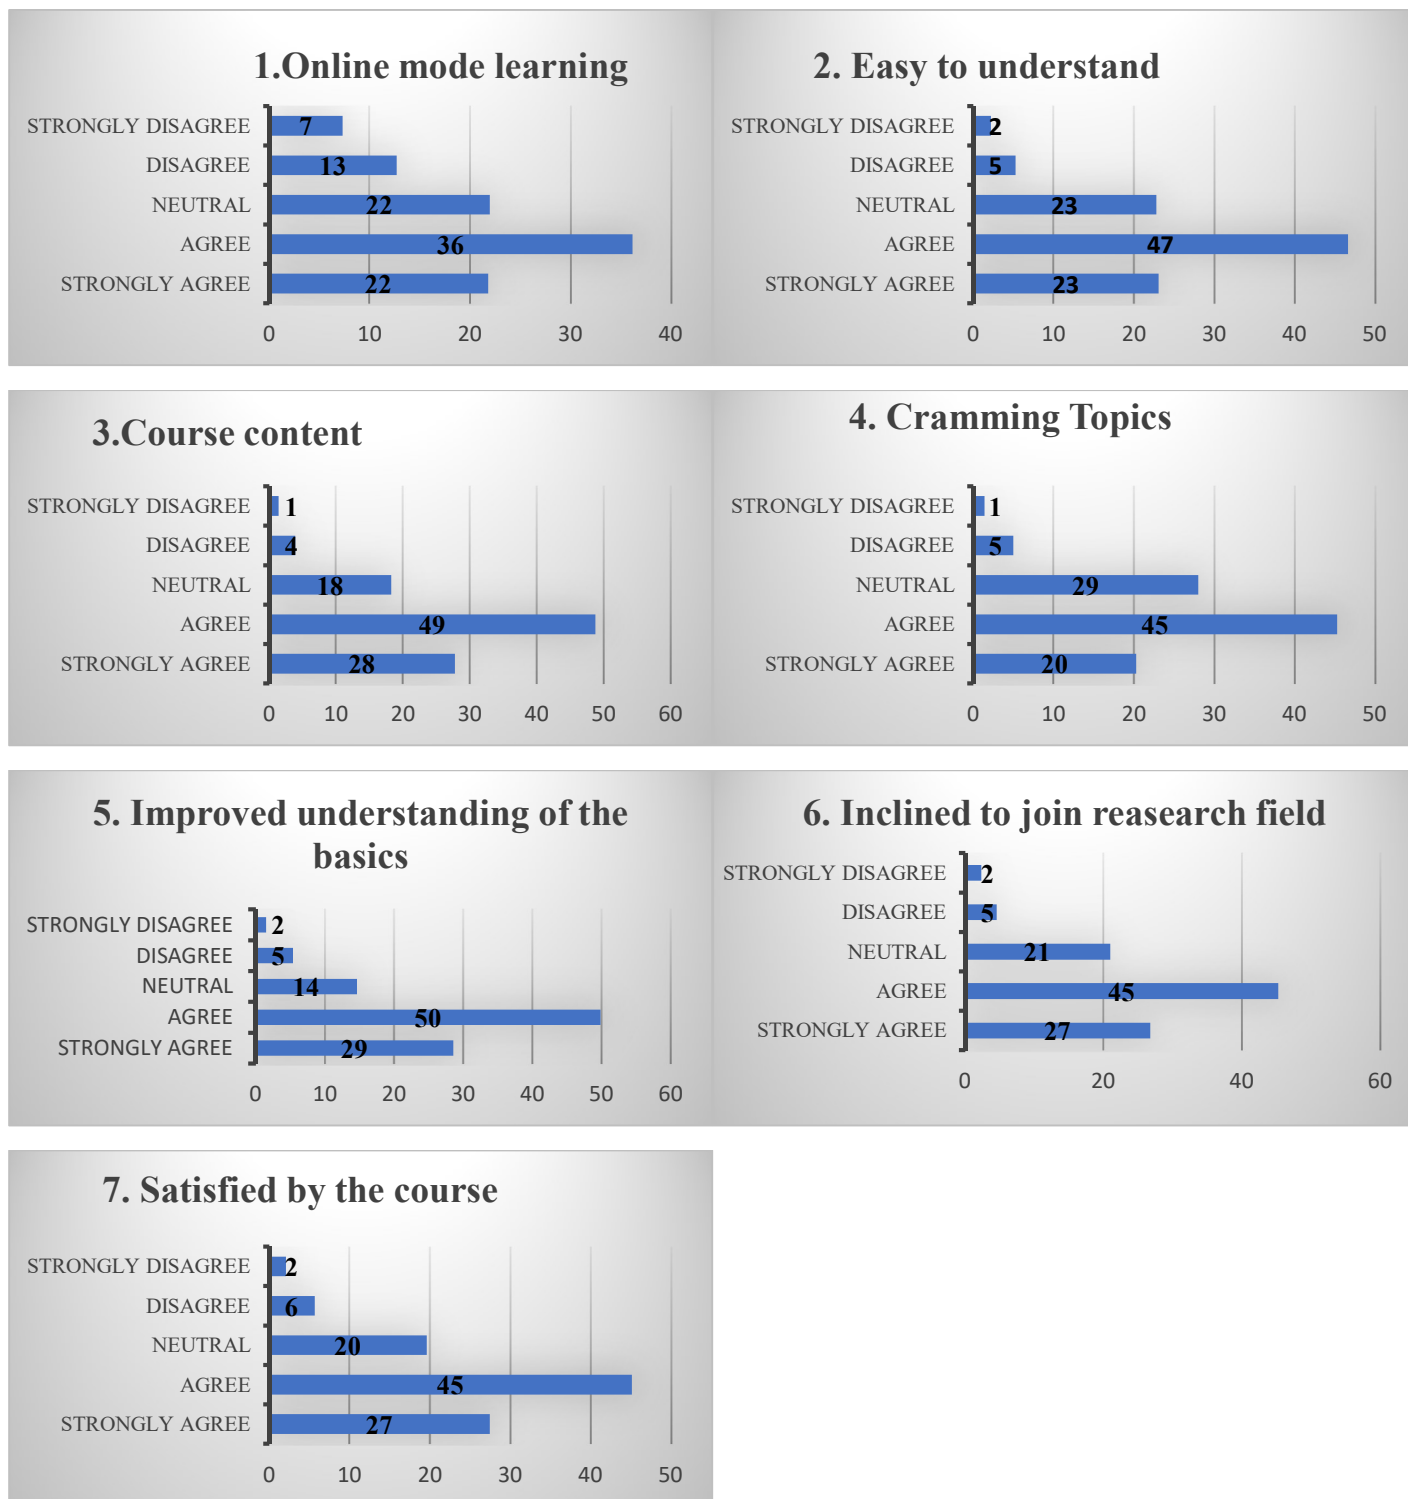 1.Online mode learning
STRONGLY DISAGREE 7
DISAGREE 13
NEUTRAL 22
AGREE 36
STRONGLY AGREE 22
0 10 20 30 40
2. Easy to understand
STRONGLY DISAGREE 2
DISAGREE 5
NEUTRAL 23
AGREE 47
STRONGLY AGREE 23
0 10 20 30 40 50
3.Course content
STRONGLY DISAGREE 1
DISAGREE 4
NEUTRAL 18
AGREE 49
STRONGLY AGREE 28
0 10 20 30 40 50 60
4. Cramming Topics
STRONGLY DISAGREE 1
DISAGREE 5
NEUTRAL 29
AGREE 45
STRONGLY AGREE 20
0 10 20 30 40 50
5. Improved understanding of the
basics
STRONGLY DISAGREE 2
DISAGREE 5
NEUTRAL 14
AGREE 50
STRONGLY AGREE 29
0 10 20 30 40 50 60
6. Inclined to join reasearch field
STRONGLY DISAGREE 2
DISAGREE 5
NEUTRAL 21
AGREE 45
STRONGLY AGREE 27
0 20 40 60
7. Satisfied by the course
STRONGLY DISAGREE 2
DISAGREE 6
NEUTRAL 20
AGREE 45
STRONGLY AGREE 27
0 10 20 30 40 50